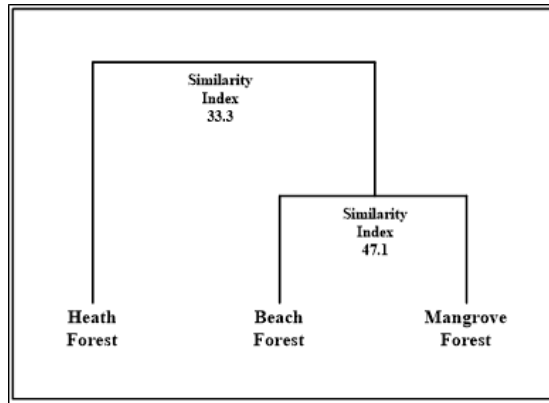 Similarity
Index
33.3
Similarity
Index
47.1
Heath
Forest
Beach
Forest
Mangrove
Forest